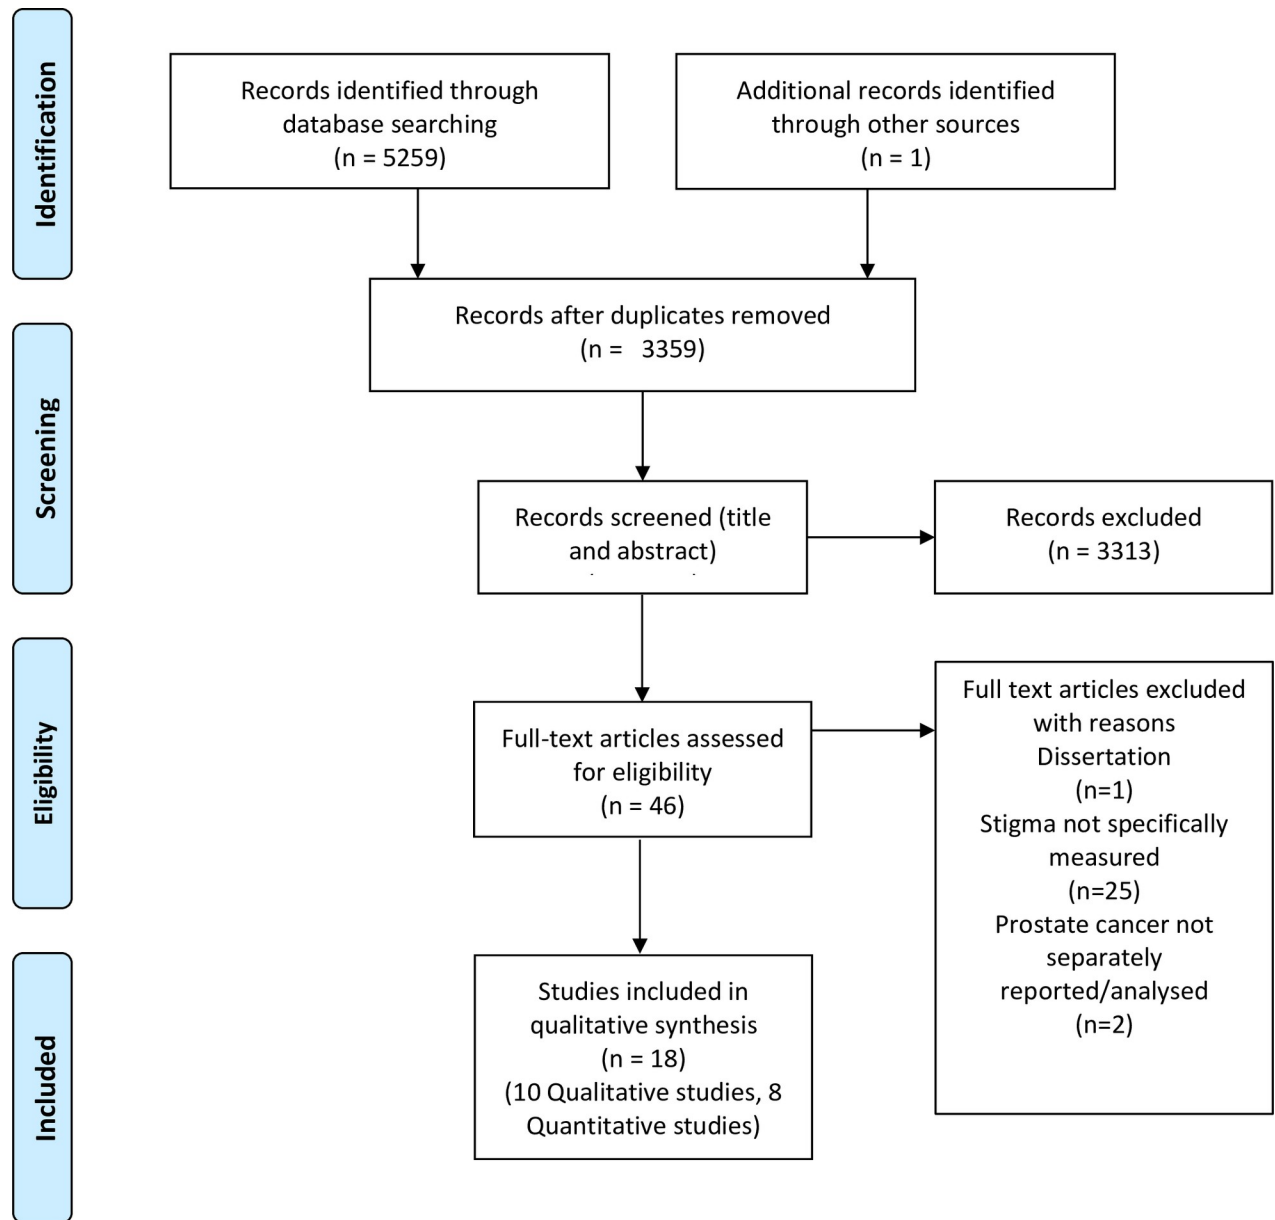 Identification
Records identified through
database searching
(n = 5259)
Additional records identified
through other sources
(n = 1)
Records after duplicates removed
(n = 3359)
Screening
Records screened (title
and abstract)
Records excluded
(n = 3313)
Eligibility
Full-text articles assessed
for eligibility
(n = 46)
Full text articles excluded
with reasons
Dissertation
(n=1)
Stigma not specifically
measured
(n=25)
Prostate cancer not
separately
reported/analysed
(n=2)
Included
Studies included in
qualitative synthesis
(n = 18)
(10 Qualitative studies, 8
Quantitative studies)